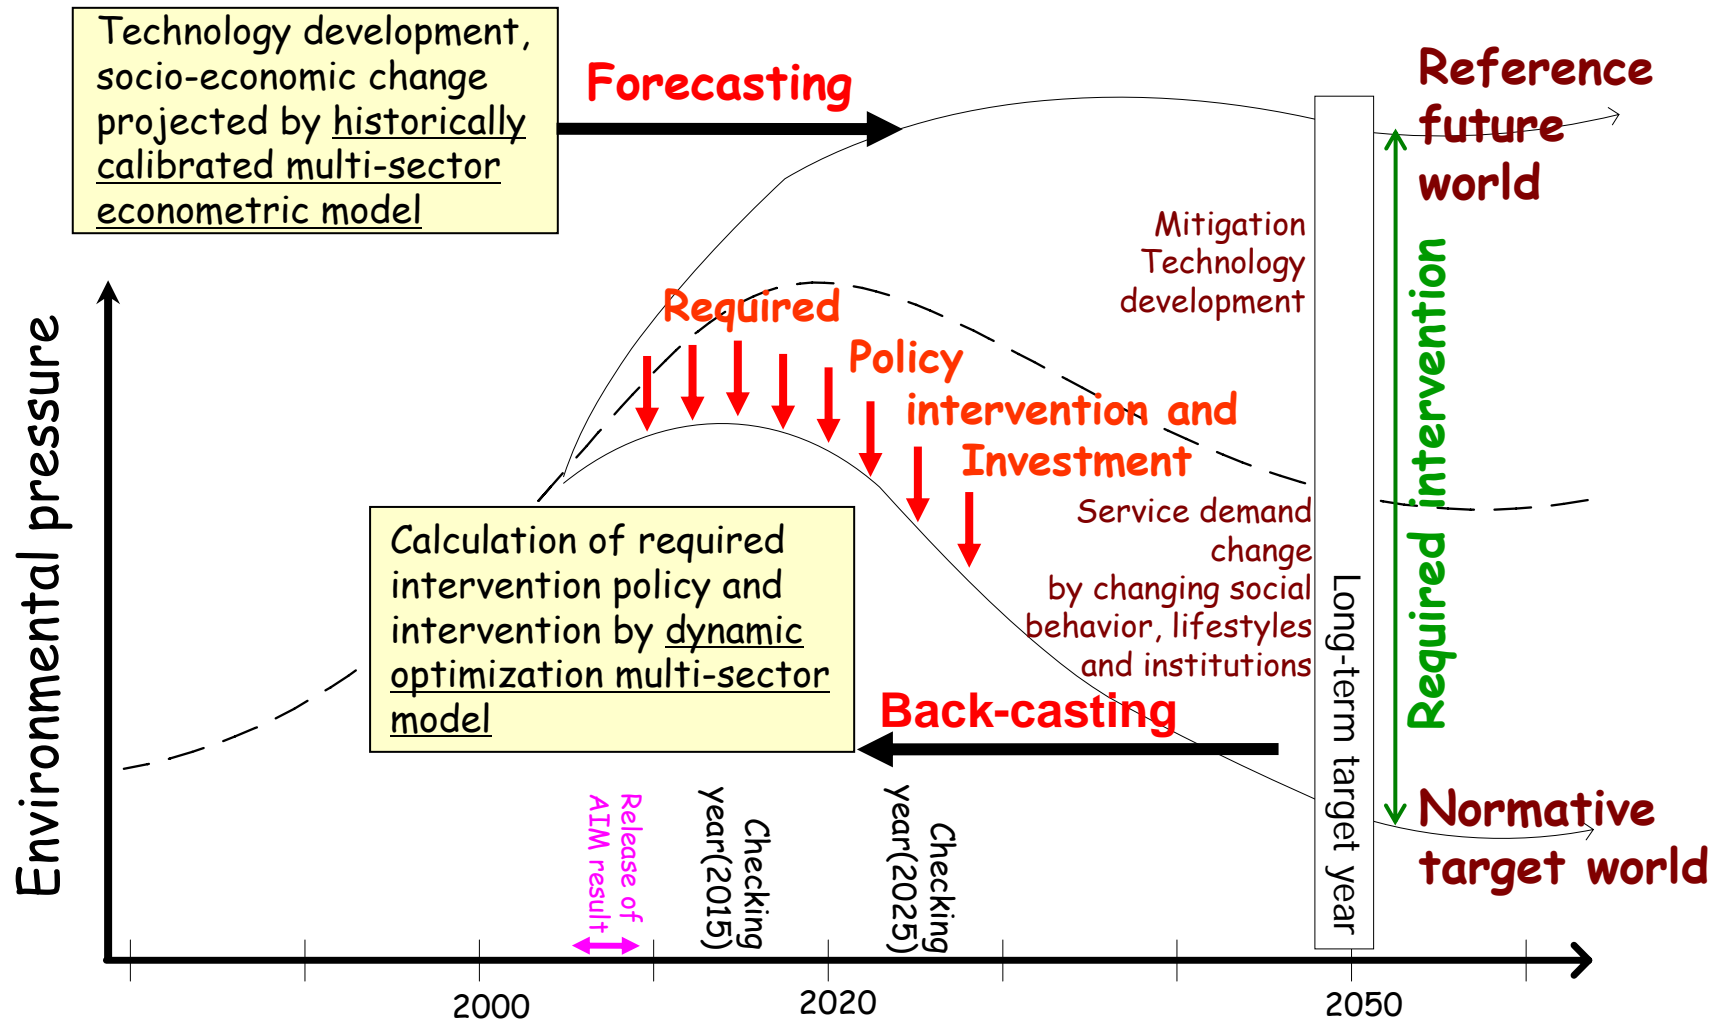 Technology development,
socio-economic change
projected by historically
calibrated multi-sector
econometric model
Forecasting
Reference
future
world
Mitigation
Technology
development
Required
Policy
intervention and
Investment
Service demand
change
by changing social
behavior, lifestyles
and institutions
Calculation of required
intervention policy and
intervention by dynamic
optimization multi-sector
model
Back-casting
Environmental pressure
Long-term target year
Required intervention
Normative
target world
Release of
AIM result
Checking
year(2015)
Checking
year(2025)
2000
2020
2050